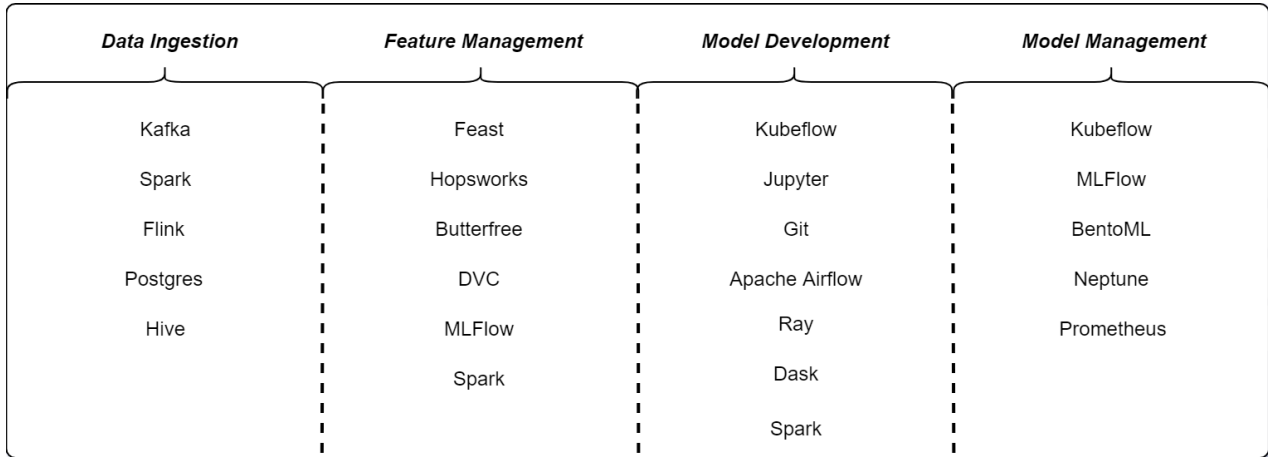 Data Ingestion
Feature Management
Model Development
Model Management
Kafka
Spark
Flink
Postgres
Hive
Feast
Hopsworks
Butterfree
DVC
MLFlow
Spark
Kubeflow
Jupyter
Git
Apache Airflow
Ray
Dask
Spark
Kubeflow
MLFlow
BentoML
Neptune
Prometheus